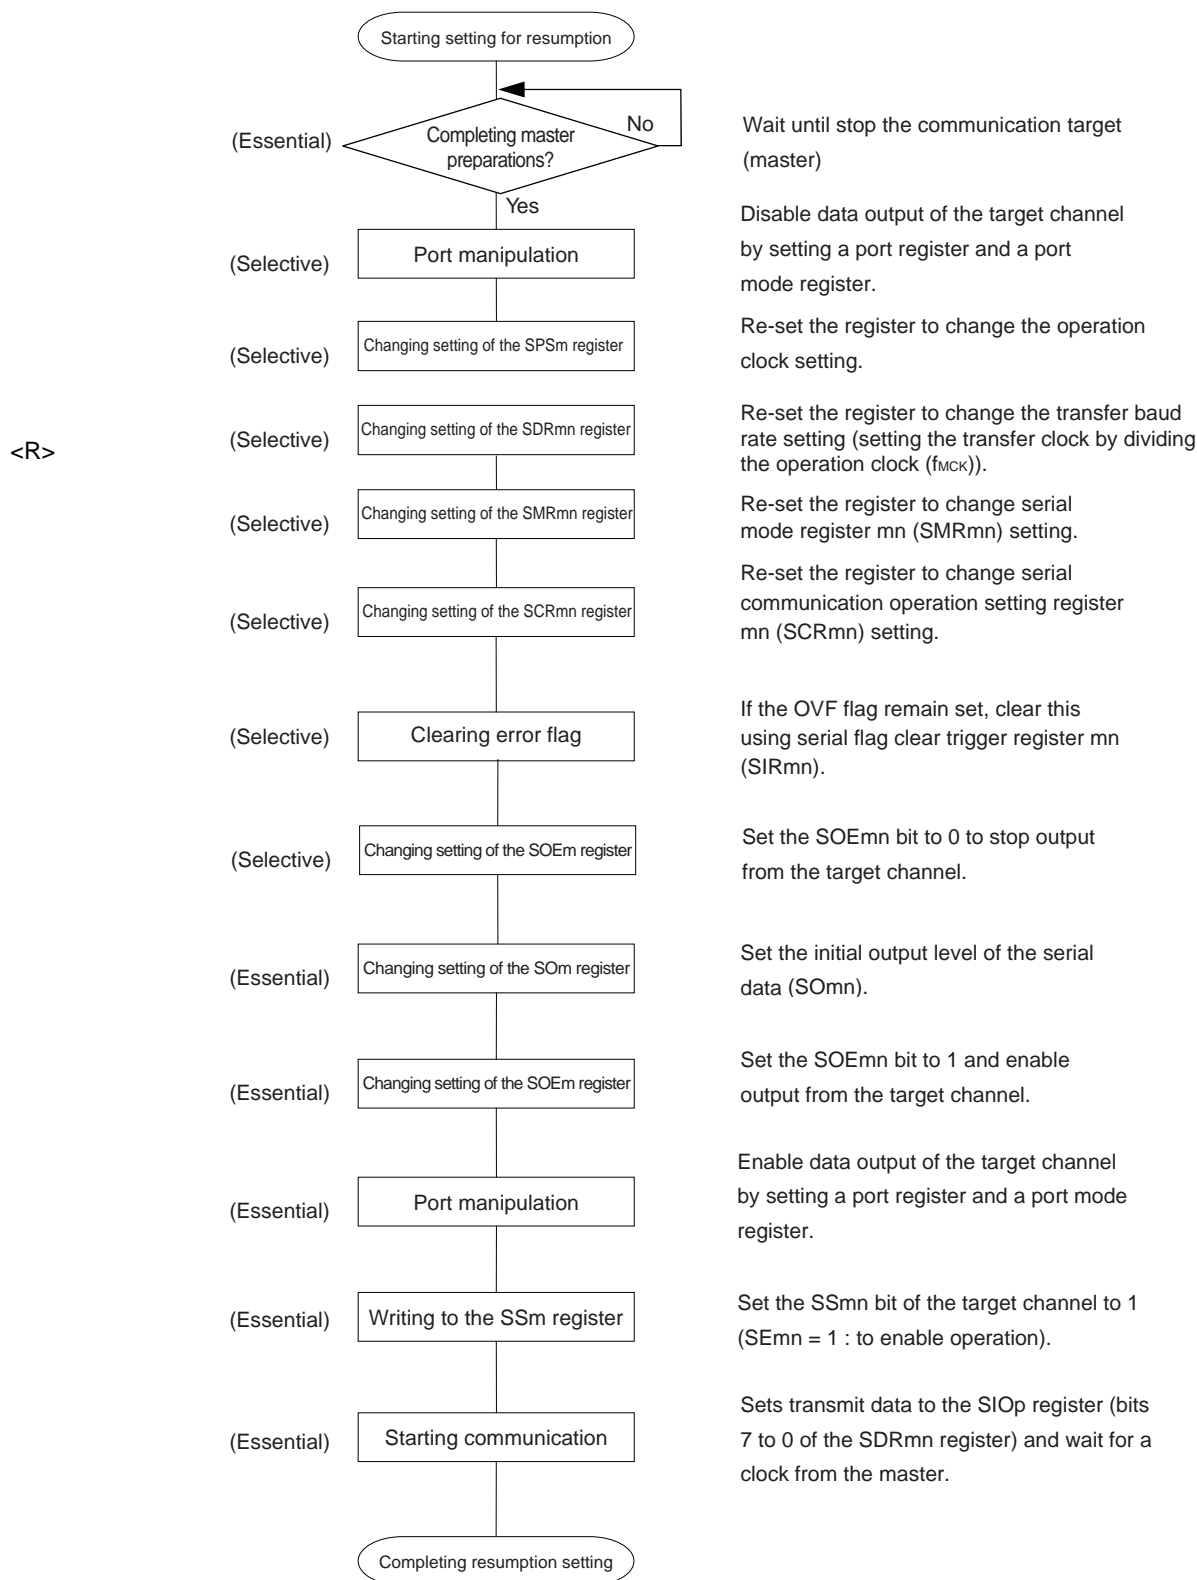 Starting setting for resumption
(Essential)
Completing master
preparations?
No
Wait until stop the communication target
(master)
Yes
(Selective)
Port manipulation
Disable data output of the target channel
by setting a port register and a port
mode register.
(Selective)
Changing setting of the SPSm register
Re-set the register to change the operation
clock setting.
<R>
(Selective)
Changing setting of the SDRmn register
Re-set the register to change the transfer baud
rate setting (setting the transfer clock by dividing
the operation clock (fMCK)).
(Selective)
Changing setting of the SMRmn register
Re-set the register to change serial
mode register mn (SMRmn) setting.
(Selective)
Changing setting of the SCRmn register
Re-set the register to change serial
communication operation setting register
mn (SCRmn) setting.
(Selective)
Clearing error flag
If the OVF flag remain set, clear this
using serial flag clear trigger register mn
(SIRmn).
(Selective)
Changing setting of the SOEm register
Set the SOEmn bit to 0 to stop output
from the target channel.
(Essential)
Changing setting of the SOm register
Set the initial output level of the serial
data (SOmn).
(Essential)
Changing setting of the SOEm register
Set the SOEmn bit to 1 and enable
output from the target channel.
(Essential)
Port manipulation
Enable data output of the target channel
by setting a port register and a port mode
register.
(Essential)
Writing to the SSm register
Set the SSmn bit of the target channel to 1
(SEmn = 1 : to enable operation).
(Essential)
Starting communication
Sets transmit data to the SIOp register (bits
7 to 0 of the SDRmn register) and wait for a
clock from the master.
Completing resumption setting